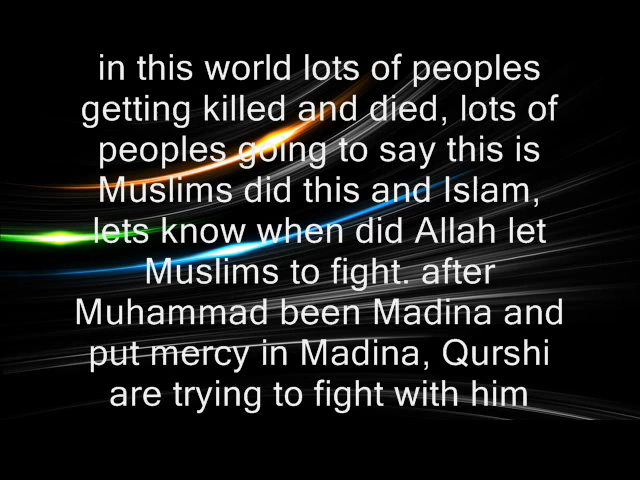 in this world lots of peoples
getting killed and died, lots of
peoples going to say this is
Muslims did this and Islam,
lets know when did Allah let
Muslims to fight. after
Muhammad been Madina and
put mercy in Madina, Qurshi
are trying to fight with him